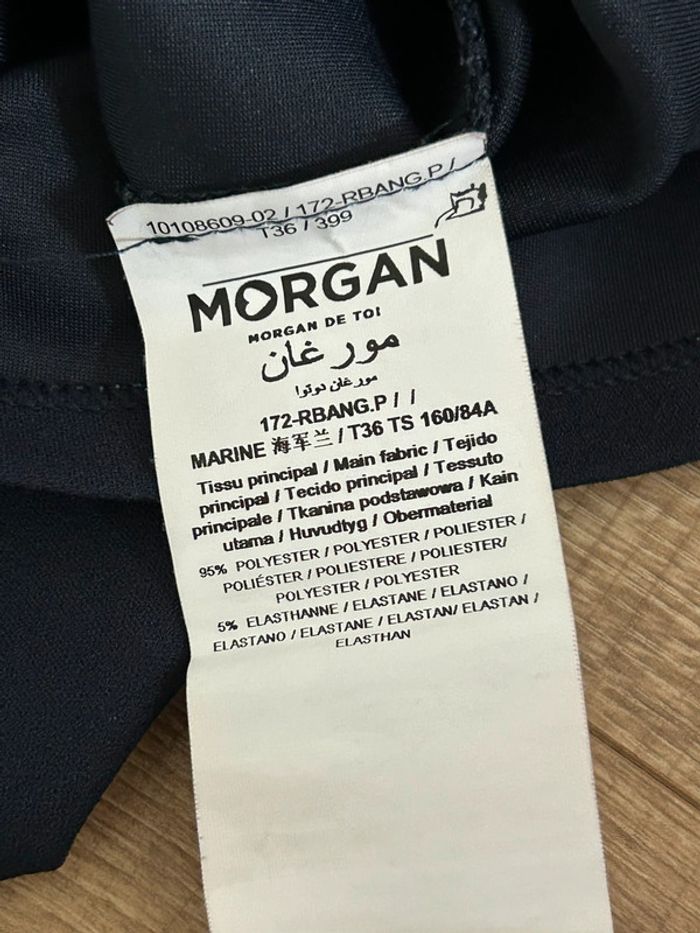 10108609-02 / 172-RBANG.P /
T36 / 399
MORGAN
MORGAN DE TOI
مورغان
مورغان دوتوا
172-RBANG.P / /
MARINE 海军兰 / T36 TS 160/84A
Tissu principal / Main fabric / Tejido
principal / Tecido principal / Tessuto
principale / Tkanina podstawowa / Kain
utama / Huvudtyg / Obermaterial
95% POLYESTER / POLYESTER / POLIESTER /
POLIÉSTER / POLIESTERE / POLIESTER/
POLYESTER / POLYESTER
5% ELASTHANNE / ELASTANE / ELASTANO /
ELASTANO / ELASTANE / ELASTAN/ ELASTAN /
ELASTHAN